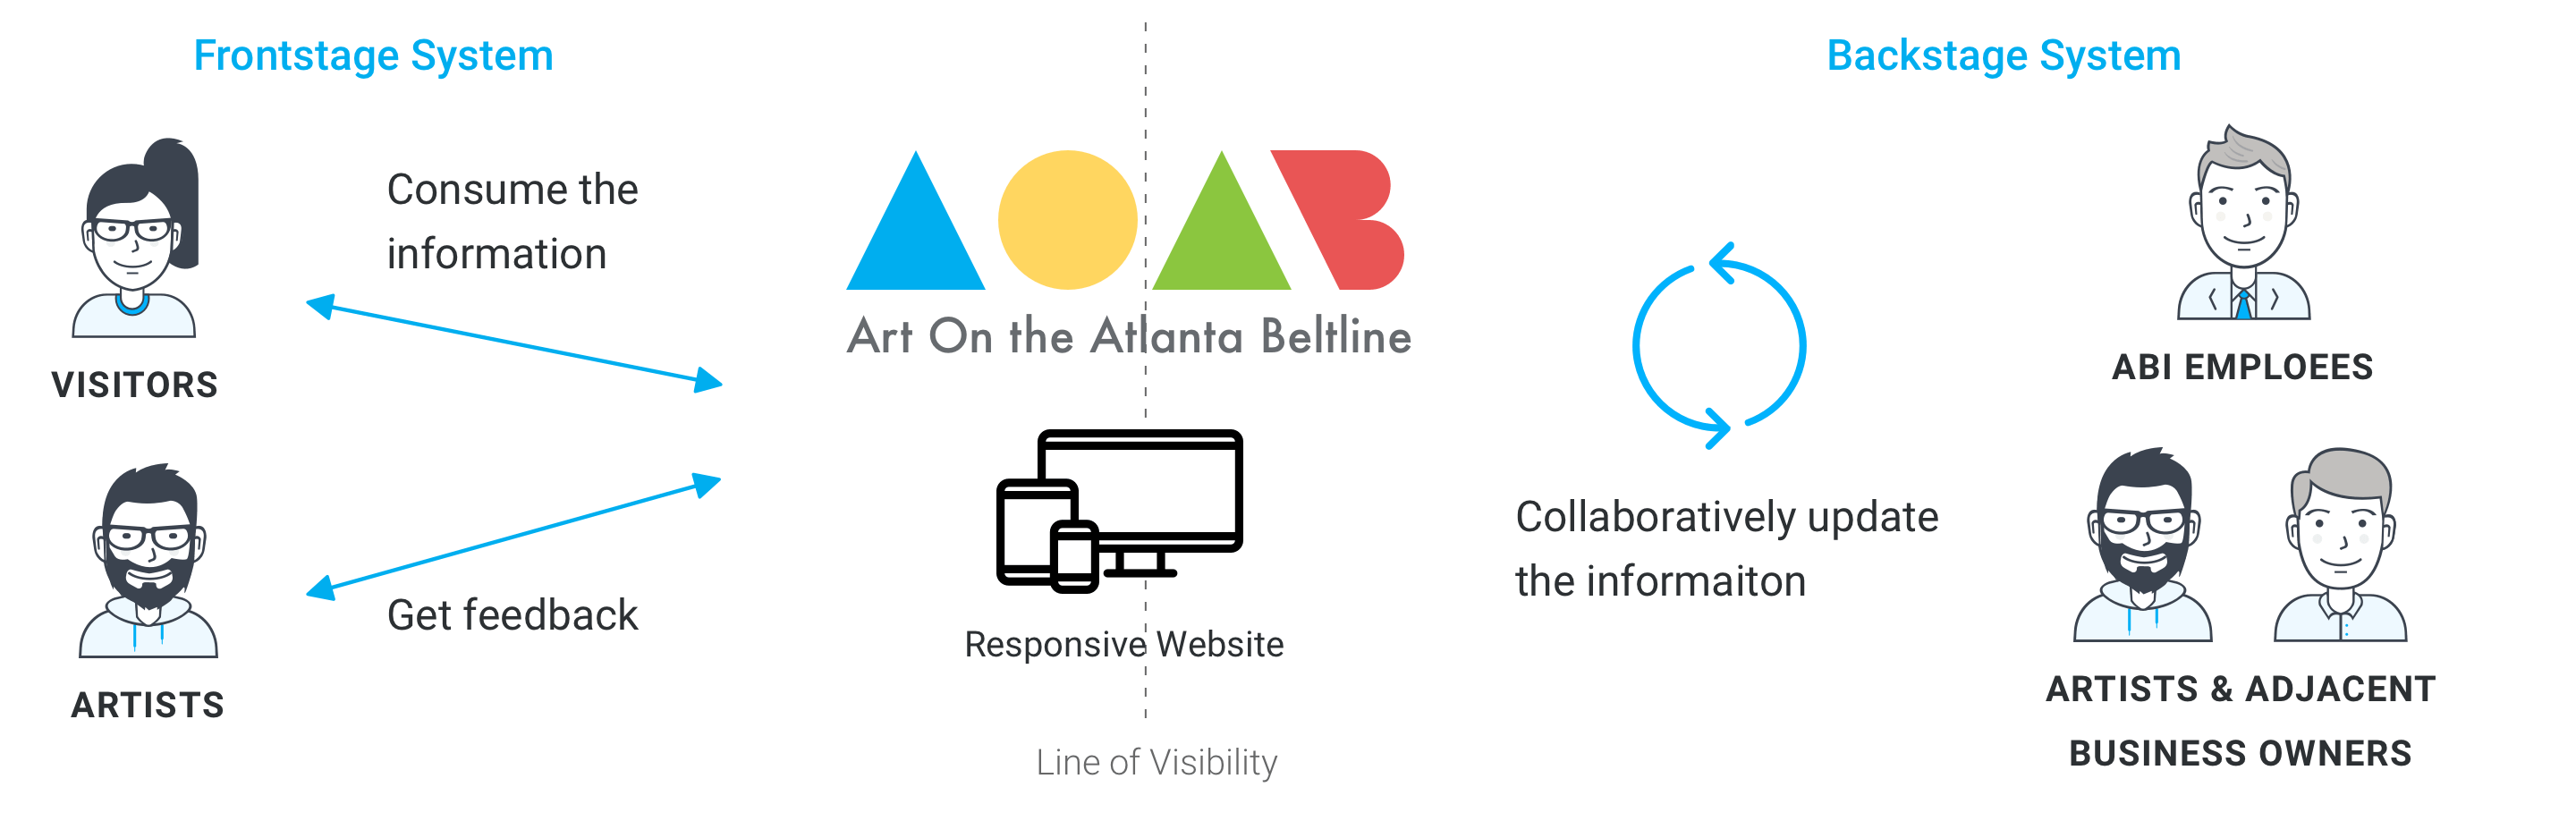 Frontstage System
Backstage System
Consume the
information
VISITORS
Get feedback
ARTISTS
Art On the Atlanta Beltline
Responsive Website
Line of Visibility
Collaboratively update
the informaiton
ABI EMPLOEES
ARTISTS & ADJACENT
BUSINESS OWNERS